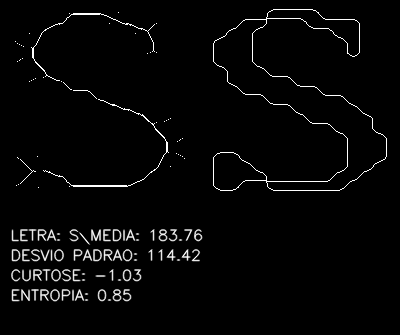 S S
LETRA: S\MEDIA: 183.76
DESVIO PADRAO: 114.42
CURTOSE: -1.03
ENTROPIA: 0.85